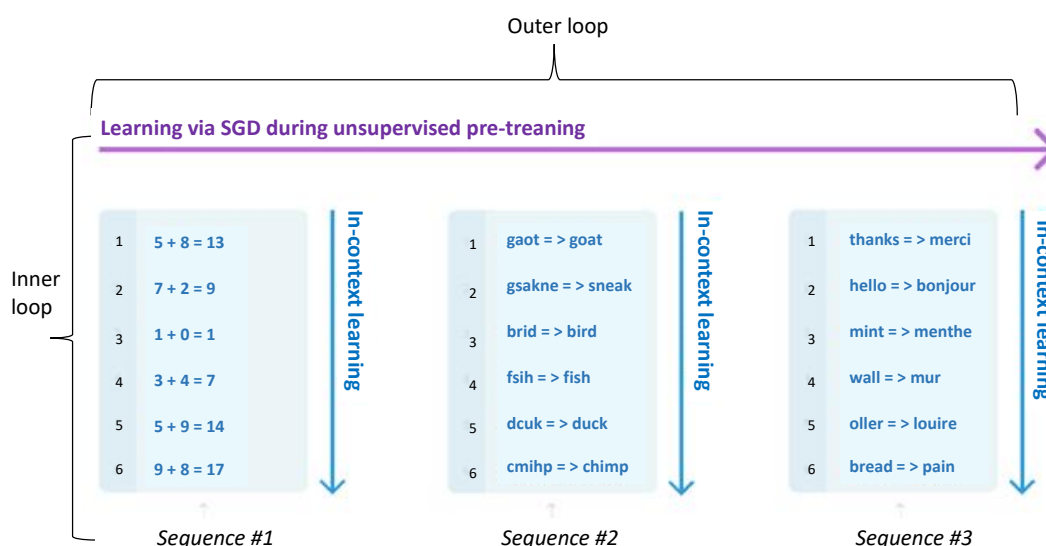 Outer loop
Learning via SGD during unsupervised pre-treaning
Inner
loop
1 5 + 8 = 13
2 7 + 2 = 9
3 1 + 0 = 1
4 3 + 4 = 7
5 5 + 9 = 14
6 9 + 8 = 17
In-context learning
Sequence #1
1 gaot = > goat
2 gsakne = > sneak
3 brid = > bird
4 fsih = > fish
5 dcuk = > duck
6 cmihp = > chimp
In-context learning
Sequence #2
1 thanks = > merci
2 hello = > bonjour
3 mint = > menthe
4 wall = > mur
5 oller = > louire
6 bread = > pain
In-context learning
Sequence #3